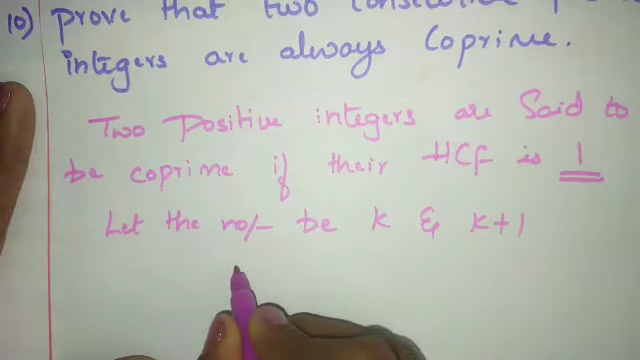 10) Prove that two consecutive
integers are always Coprime.
Two Positive integers are Said to
be coprime if their HCF is 1
Let the no/- be k & k+1